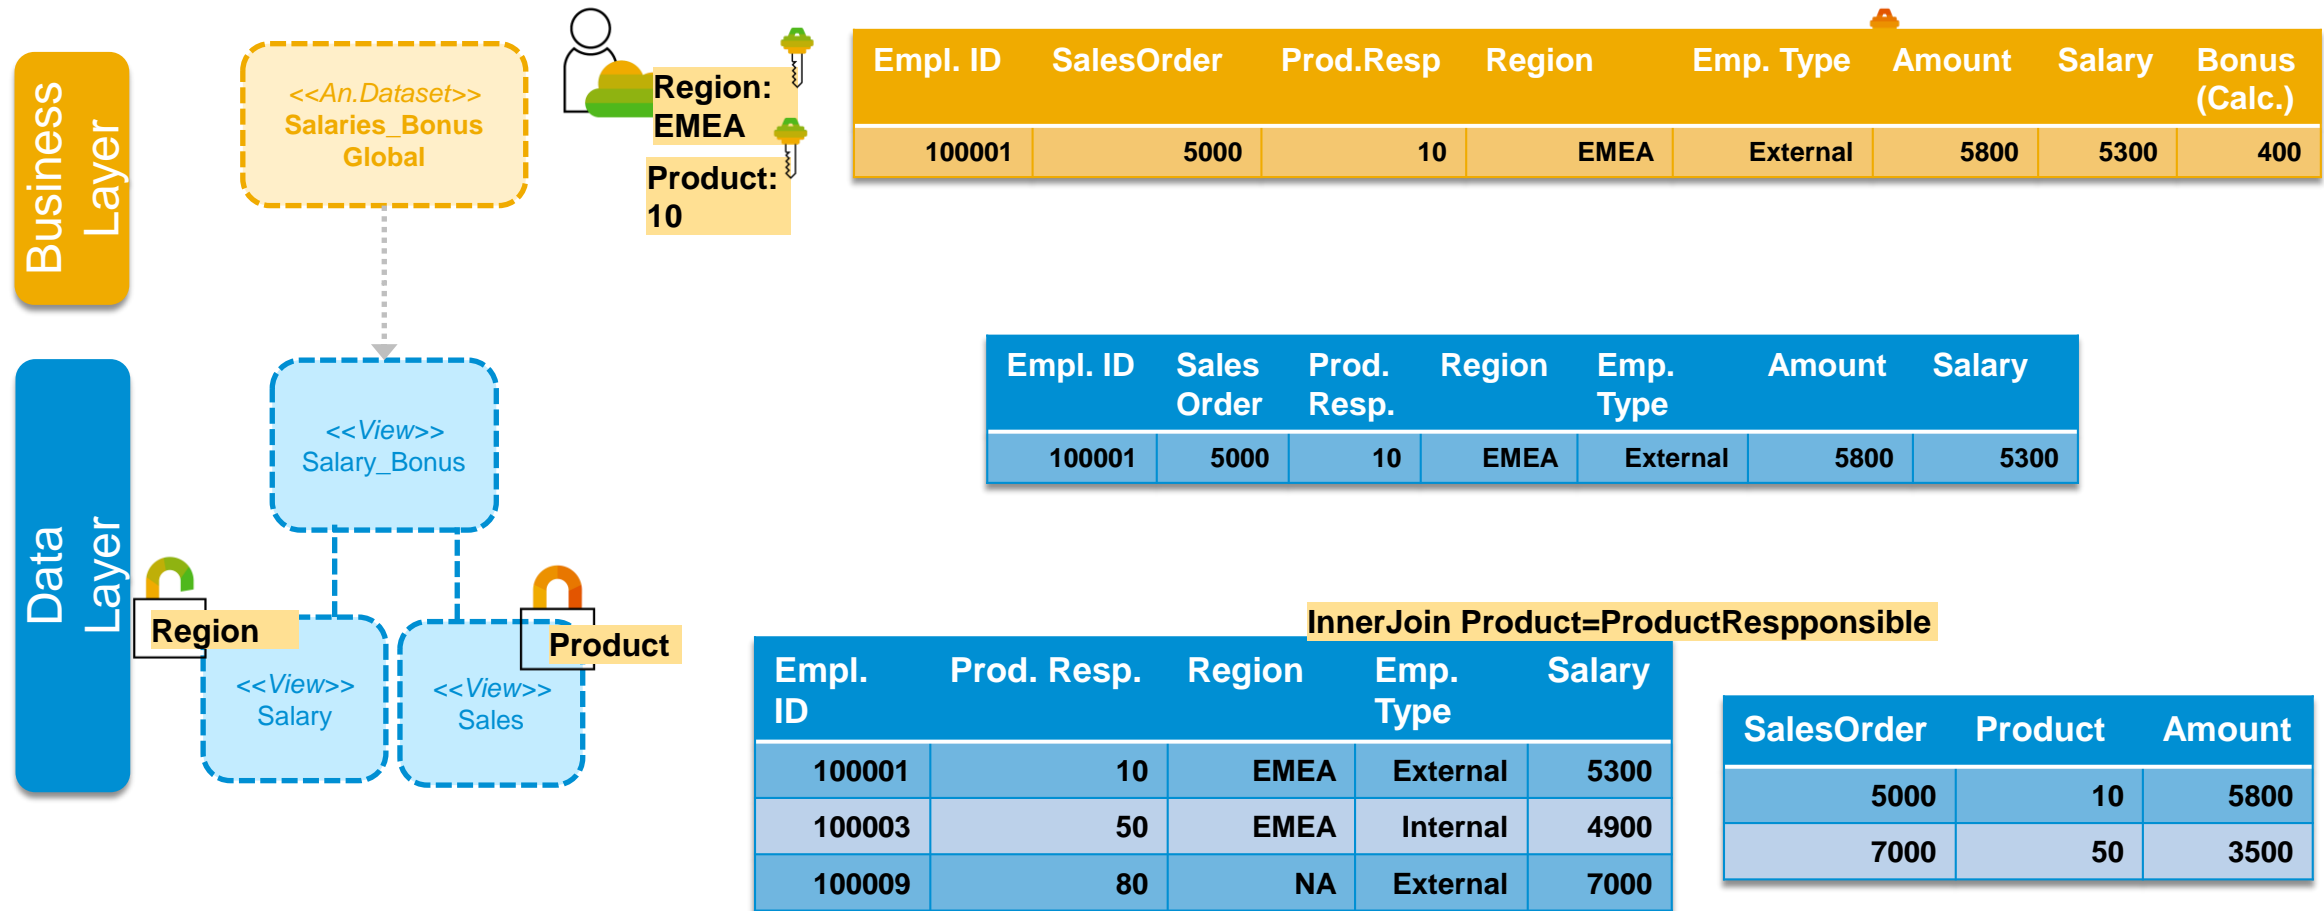 Business
Layer
<<An.Dataset>>
Salaries_Bonus
Global
Region:
EMEA
Product:
10
Empl. ID SalesOrder Prod.Resp Region Emp. Type Amount Salary Bonus
(Calc.)
100001 5000 10 EMEA External 5800 5300 400
Data
Layer
<<View>>
Salary_Bonus
Empl. ID Sales Prod. Region Emp. Amount Salary
Order Resp. Type
100001 5000 10 EMEA External 5800 5300
Region
Product
<<View>>
Salary
<<View>>
Sales
InnerJoin Product=ProductRespponsible
Empl. Prod. Resp. Region Emp. Salary
ID Type
100001 10 EMEA External 5300
100003 50 EMEA Internal 4900
100009 80 NA External 7000
SalesOrder Product Amount
5000 10 5800
7000 50 3500